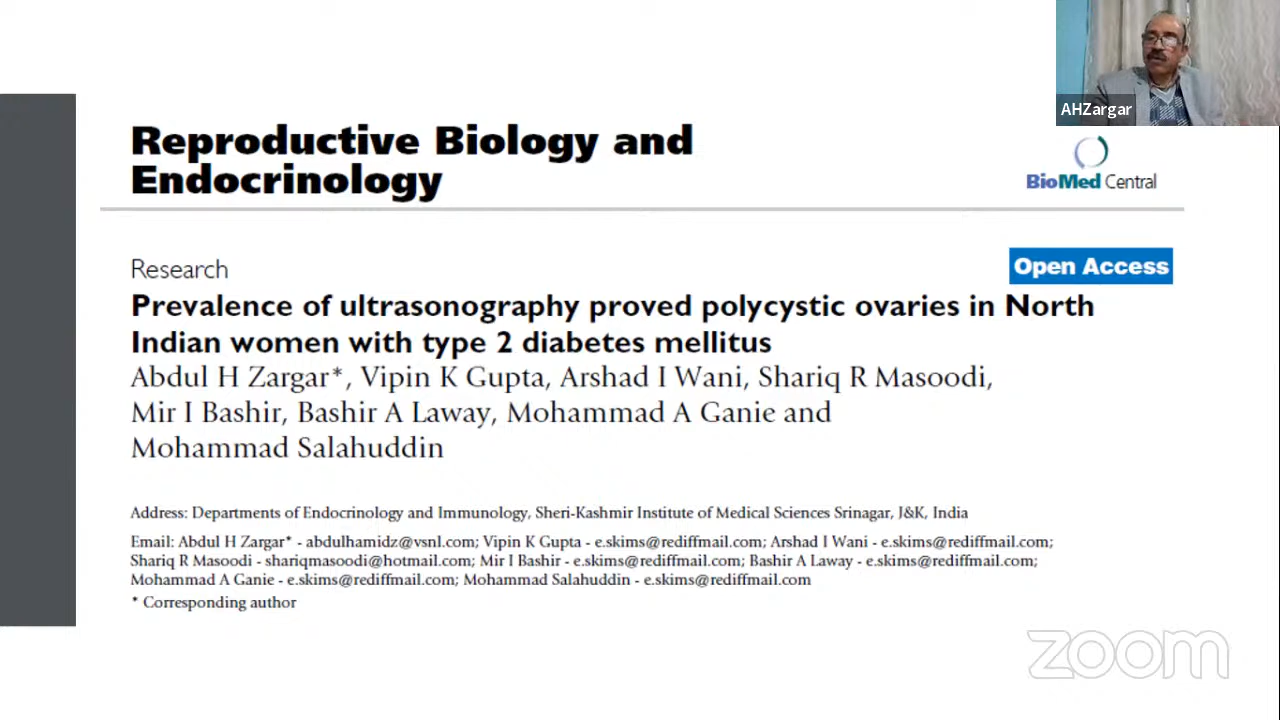 AHZargar
Reproductive Biology and
Endocrinology
BioMed Central
Research
Open Access
Prevalence of ultrasonography proved polycystic ovaries in North
Indian women with type 2 diabetes mellitus
Abdul H Zargar*, Vipin K Gupta, Arshad I Wani, Shariq R Masoodi,
Mir I Bashir, Bashir A Laway, Mohammad A Ganie and
Mohammad Salahuddin
Address: Departments of Endocrinology and Immunology, Sheri-Kashmir Institute of Medical Sciences Srinagar, J&K, India
Email: Abdul H Zargar* - abdulhamidz@vsnl.com; Vipin K Gupta - e.skims@rediffmail.com; Arshad I Wani - e.skims@rediffmail.com;
Shariq R Masoodi - shariqmasoodi@hotmail.com; Mir I Bashir - e.skims@rediffmail.com; Bashir A Laway - e.skims@rediffmail.com;
Mohammad A Ganie - e.skims@rediffmail.com; Mohammad Salahuddin - e.skims@rediffmail.com
* Corresponding author
zoom